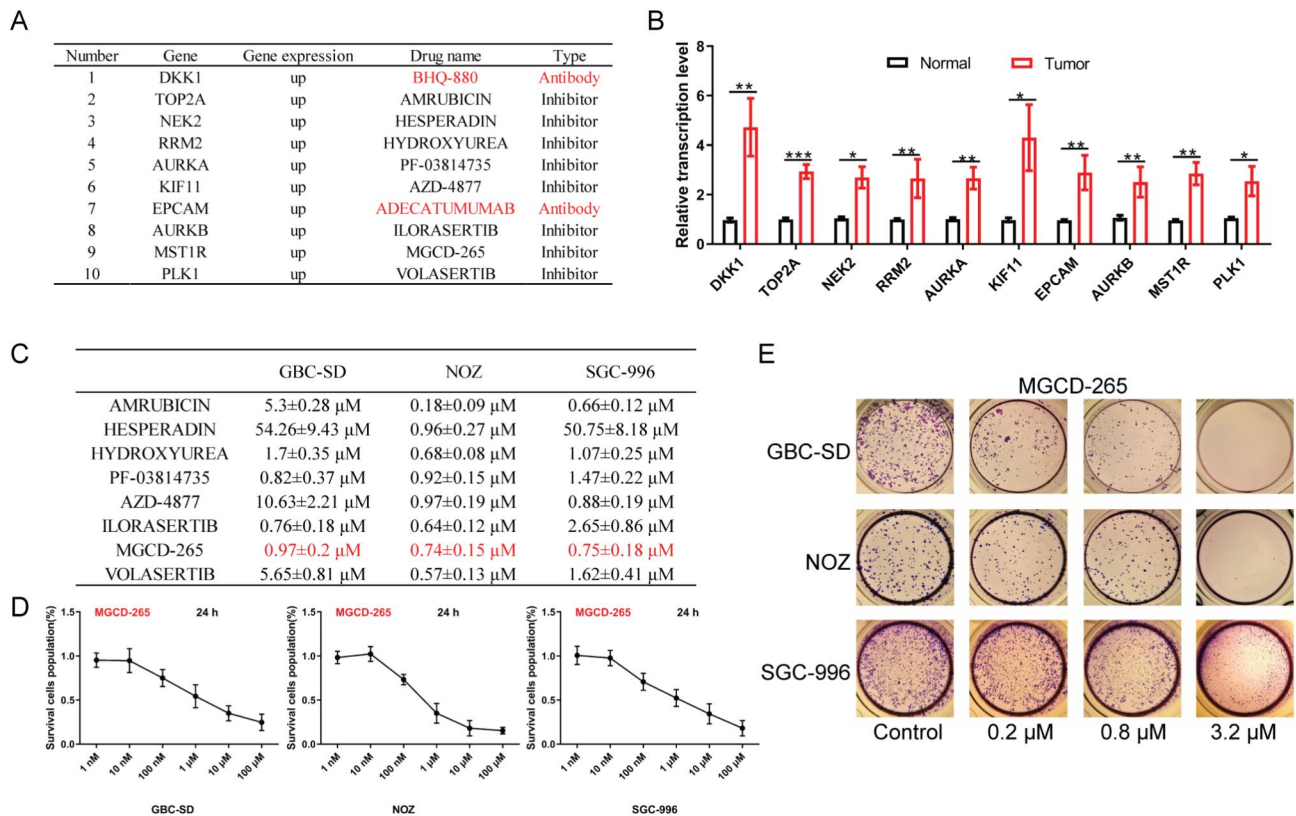 A
Number Gene Gene expression Drug name Type
1 DKK1 up BHQ-880 Antibody
2 TOP2A up AMRUBICIN Inhibitor
3 NEK2 up HESPERADIN Inhibitor
4 RRM2 up HYDROXYUREA Inhibitor
5 AURKA up PF-03814735 Inhibitor
6 KIF11 up AZD-4877 Inhibitor
7 EPCAM up ADECATUMUMAB Antibody
8 AURKB up ILORASERTIB Inhibitor
9 MST1R up MGCD-265 Inhibitor
10 PLK1 up VOLASERTIB Inhibitor
B
Relative transcription level
8
6
4
2
0
Normal Tumor
** *** * ** ** * ** ** ** *
DKK1 TOP2A NEK2 RRM2 AURKA KIF11 EPCAM AURKB MST1R PLK1
C
GBC-SD NOZ SGC-996
AMRUBICIN 5.3±0.28 µM 0.18±0.09 µM 0.66±0.12 µM
HESPERADIN 54.26±9.43 µM 0.96±0.27 µM 50.75±8.18 µM
HYDROXYUREA 1.7±0.35 µM 0.68±0.08 µM 1.07±0.25 µM
PF-03814735 0.82±0.37 µM 0.92±0.15 µM 1.47±0.22 µM
AZD-4877 10.63±2.21 µM 0.97±0.19 µM 0.88±0.19 µM
ILORASERTIB 0.76±0.18 µM 0.64±0.12 µM 2.65±0.86 µM
MGCD-265 0.97±0.2 µM 0.74±0.15 µM 0.75±0.18 µM
VOLASERTIB 5.65±0.81 µM 0.57±0.13 µM 1.62±0.41 µM
D
Survival cells population(%)
1.5
1.0
0.5
0.0
MGCD-265 24 h
1 nM 10 nM 100 nM 1 µM 10 µM 100 µM
GBC-SD
Survival cells population(%)
1.5
1.0
0.5
0.0
MGCD-265 24 h
1 nM 10 nM 100 nM 1 µM 10 µM 100 µM
NOZ
Survival cells population(%)
1.5
1.0
0.5
0.0
MGCD-265 24 h
1 nM 10 nM 100 nM 1 µM 10 µM 100 µM
SGC-996
E
MGCD-265
GBC-SD
NOZ
SGC-996
Control 0.2 µM 0.8 µM 3.2 µM